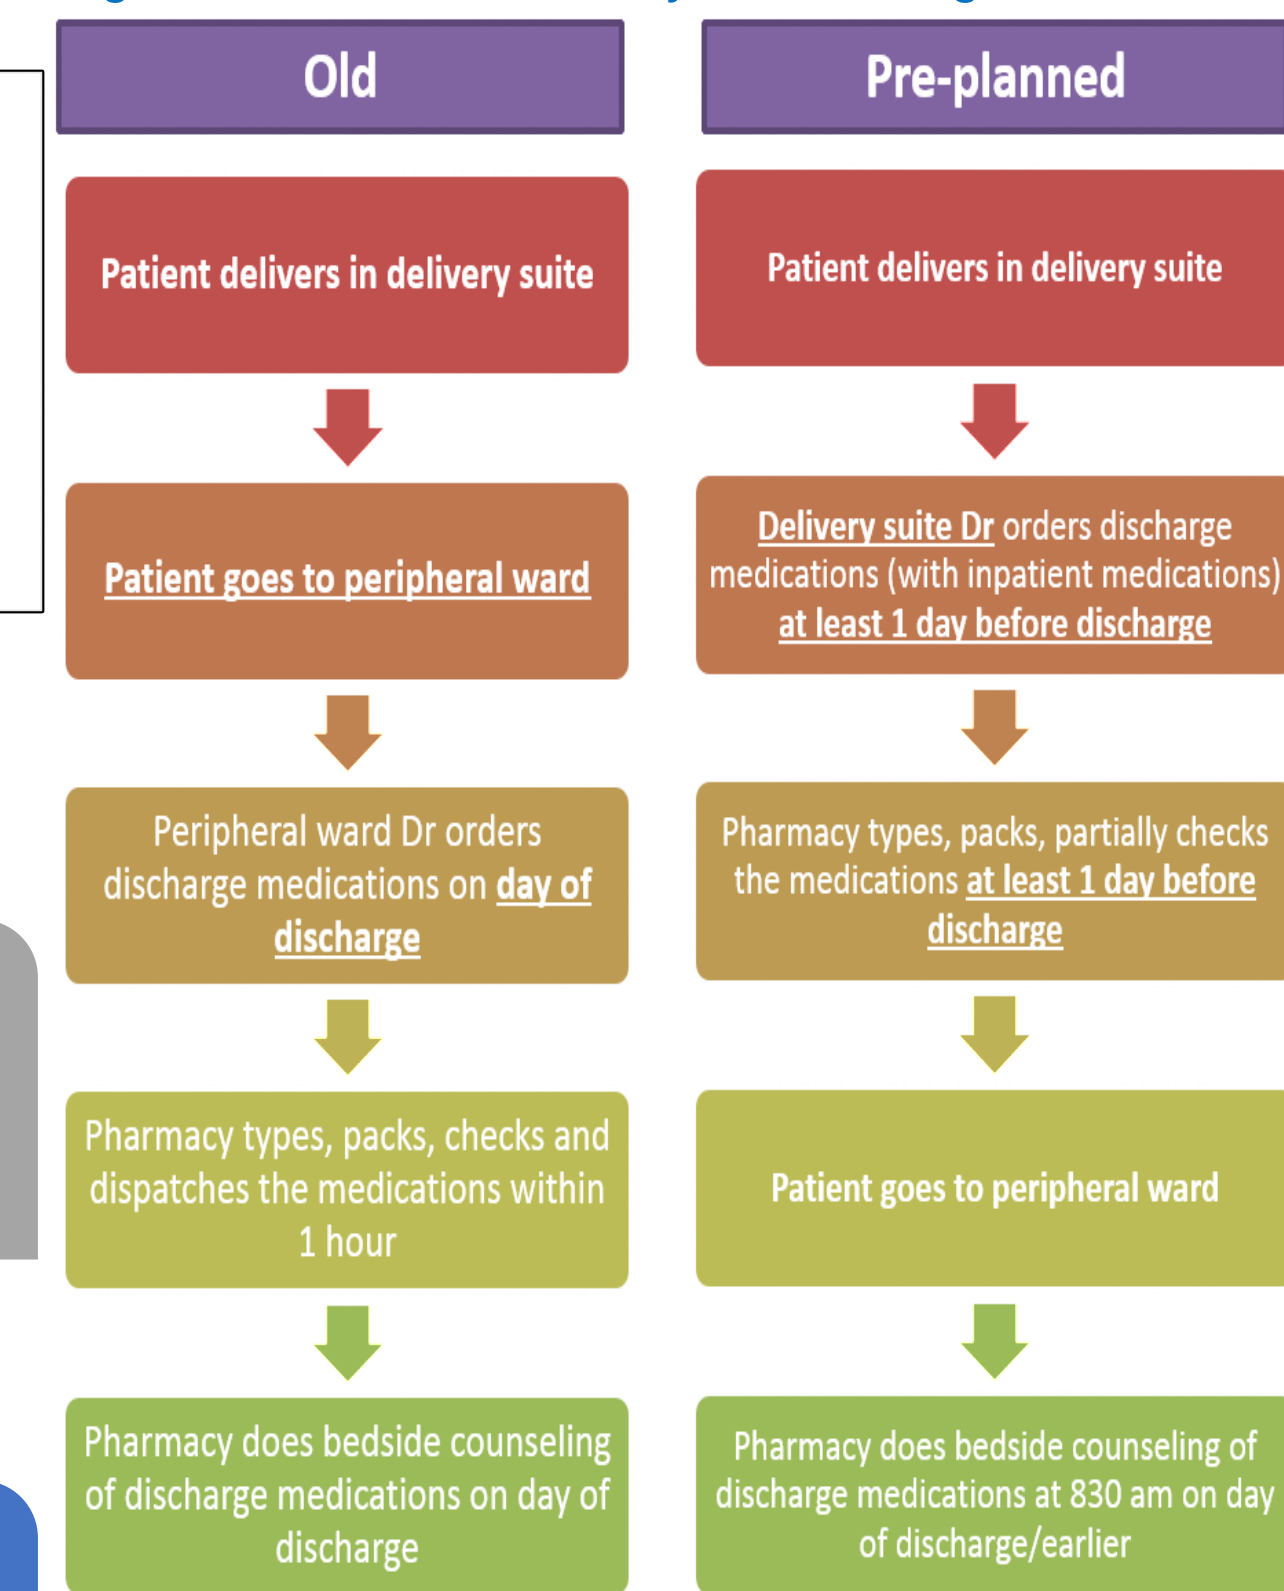 Old
Patient delivers in delivery suite
Patient goes to peripheral ward
Peripheral ward Dr orders
discharge medications on day of
discharge
Pharmacy types, packs, checks and
dispatches the medications within
1 hour
Pharmacy does bedside counseling
of discharge medications on day of
discharge
Pre-planned
Patient delivers in delivery suite
Delivery suite Dr orders discharge
medications (with inpatient medications)
at least 1 day before discharge
Pharmacy types, packs, partially checks
the medications at least 1 day before
discharge
Patient goes to peripheral ward
Pharmacy does bedside counseling of
discharge medications at 830 am on day
of discharge/earlier